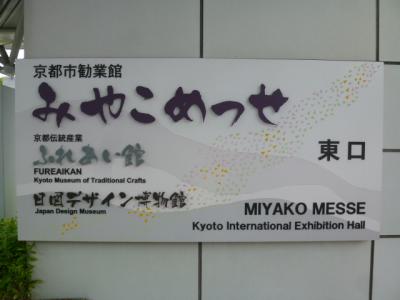 京都市勧業館
みやこめっせ
京都伝統産業
ふれあい館
FUREAIKAN
Kyoto Museum of Traditional Crafts
日図デザイン博物館
Japan Design Museum
東口
MIYAKO MESSE
Kyoto International Exhibition Hall